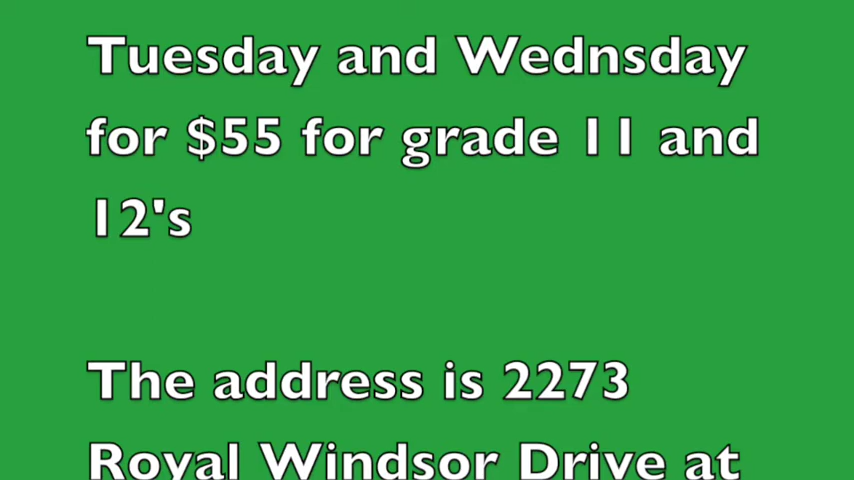 Tuesday and Wednsday
for $55 for grade 11 and
12's
The address is 2273
Royal Windsor Drive at